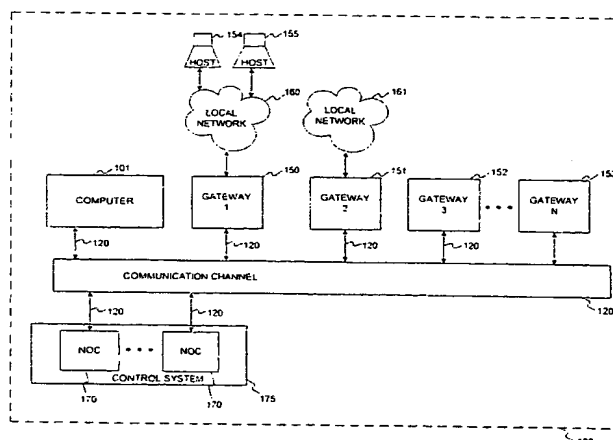 154
155
HOST
HOST
160
161
LOCAL
NETWORK
LOCAL
NETWORK
101
150
151
152
COMPUTER
GATEWAY
1
GATEWAY
2
GATEWAY
3
GATEWAY
N
120
120
120
120
COMMUNICATION CHANNEL
120
120
120
NOC
NOC
CONTROL SYSTEM
175
170
170